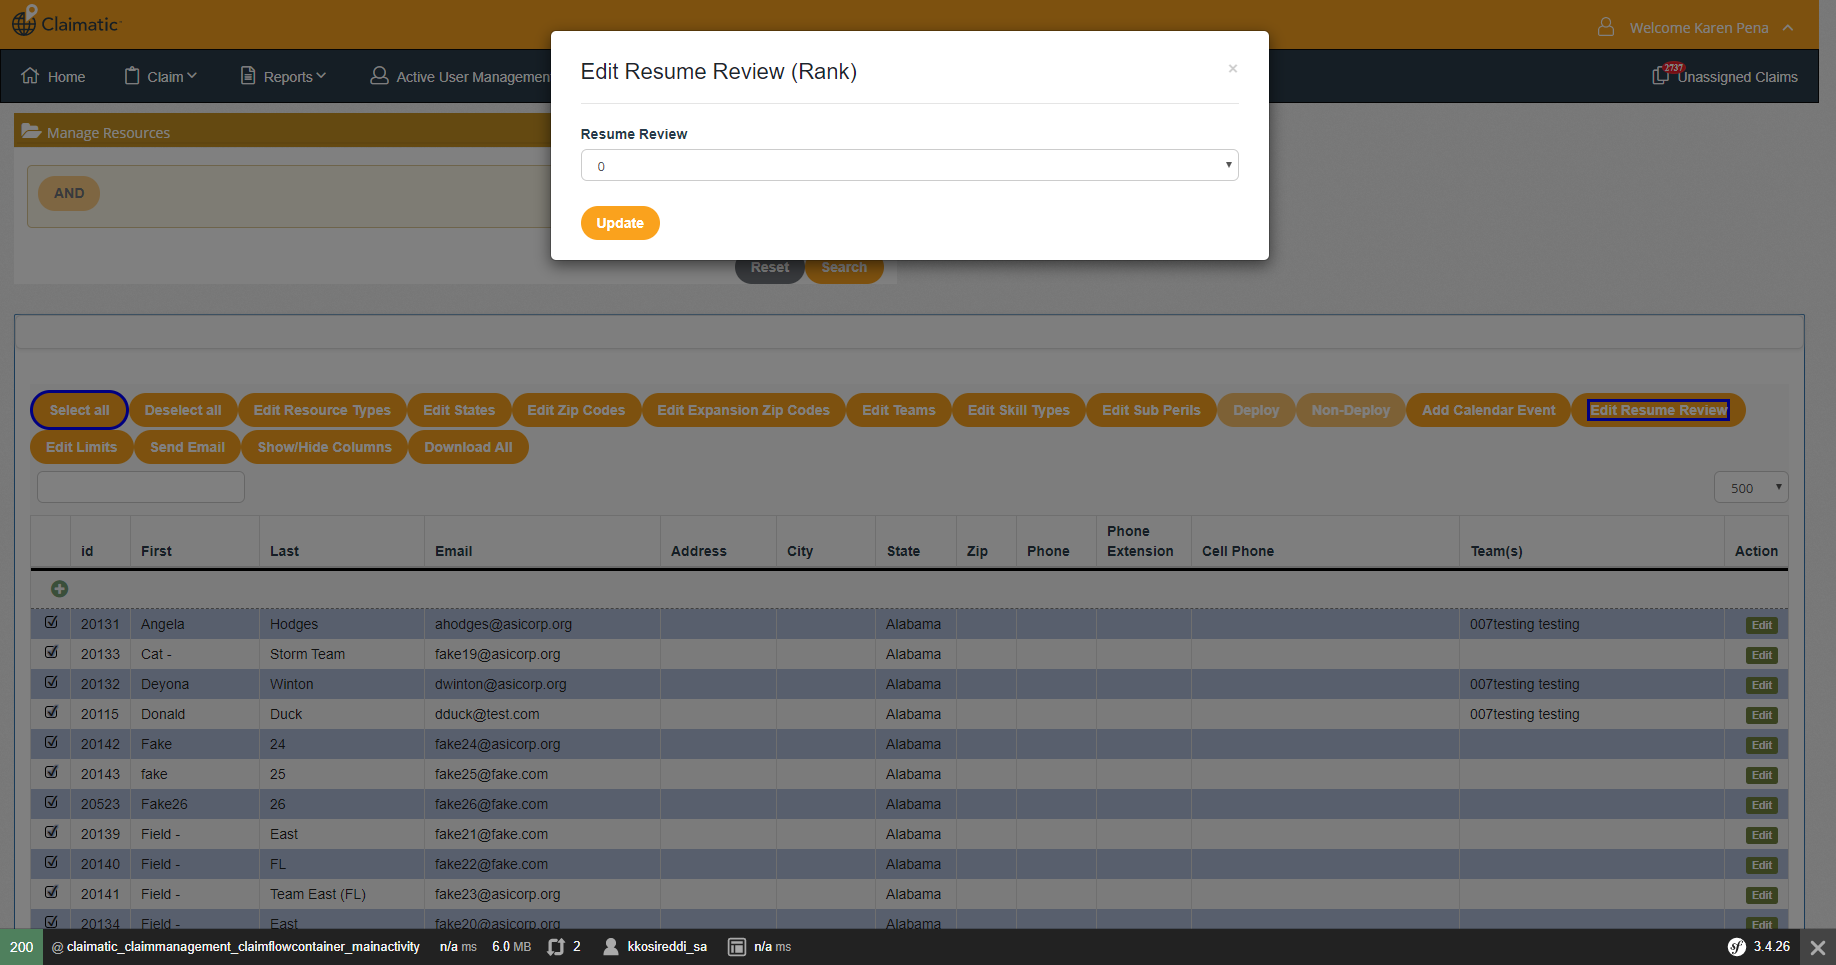 Claimatic
Welcome Karen Pena
Home
Claim
Reports
Active User Managemen
2737
Unassigned Claims
Edit Resume Review (Rank)
×
Resume Review
0
Update
Manage Resources
AND
Reset
Search
Select all
Deselect all
Edit Resource Types
Edit States
Edit Zip Codes
Edit Expansion Zip Codes
Edit Teams
Edit Skill Types
Edit Sub Perils
Deploy
Non-Deploy
Add Calendar Event
Edit Resume Review
Edit Limits
Send Email
Show/Hide Columns
Download All
500
id First Last Email Address City State Zip Phone Phone Extension Cell Phone Team(s) Action
20131 Angela Hodges ahodges@asicorp.org Alabama 007testing testing Edit
20133 Cat - Storm Team fake19@asicorp.org Alabama Edit
20132 Deyona Winton dwinton@asicorp.org Alabama 007testing testing Edit
20115 Donald Duck dduck@test.com Alabama 007testing testing Edit
20142 Fake 24 fake24@asicorp.org Alabama Edit
20143 fake 25 fake25@fake.com Alabama Edit
20523 Fake26 26 fake26@fake.com Alabama Edit
20139 Field - East fake21@fake.com Alabama Edit
20140 Field - FL fake22@fake.com Alabama Edit
20141 Field - Team East (FL) fake23@asicorp.org Alabama Edit
20134 Field - East fake20@asicorp.org Alabama Edit
200 @ claimatic_claimmanagement_claimflowcontainer_mainactivity n/a ms 6.0 MB 2 kkosireddi_sa n/a ms sf 3.4.26